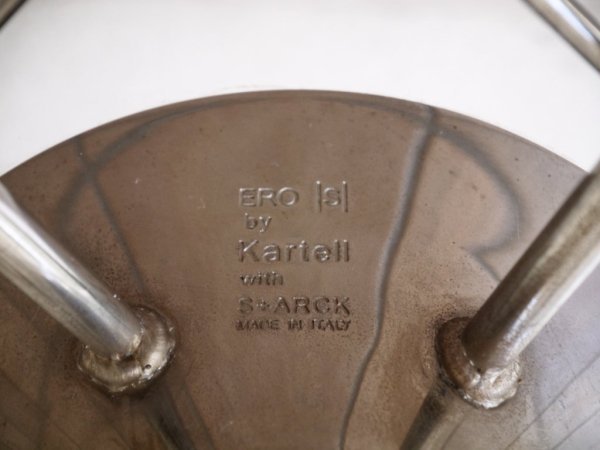 ERO |S|
by
Kartell
with
S+ARCK
MADE IN ITALY